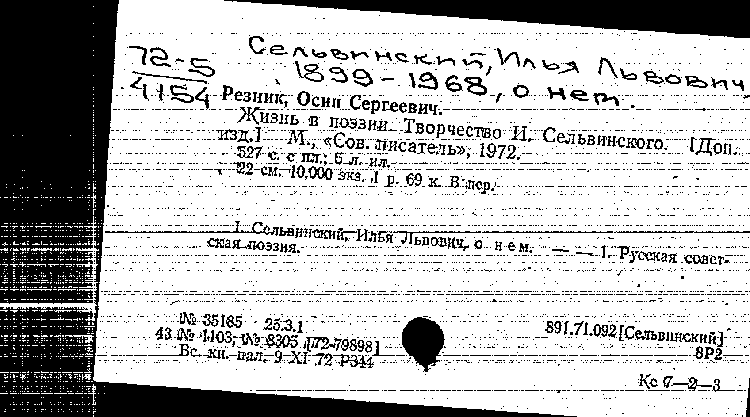 Сельвинский, Илья Львович,
1899-1968, о нем.
72-5
4154
Резник, Осип Сергеевич.
Жизнь в поэзии. Творчество И. Сельвинского. [Доп.
изд.] М., «Сов. писатель», 1972.
527 с. с ил.; 6 л. ил.
22 см. 10.000 экз. 1 р. 69 к. В пер.
1. Сельвинский, Илья Львович, о нем. — — 1. Русская совет-
ская поэзия.
№ 35185 25.3.1
43 № 1103; № 8305 [72-79898]
Вс. кн. пал. 9 XI 72 Р344
891.71.092[Сельвинский]
8Р2
Кс 7—2—3